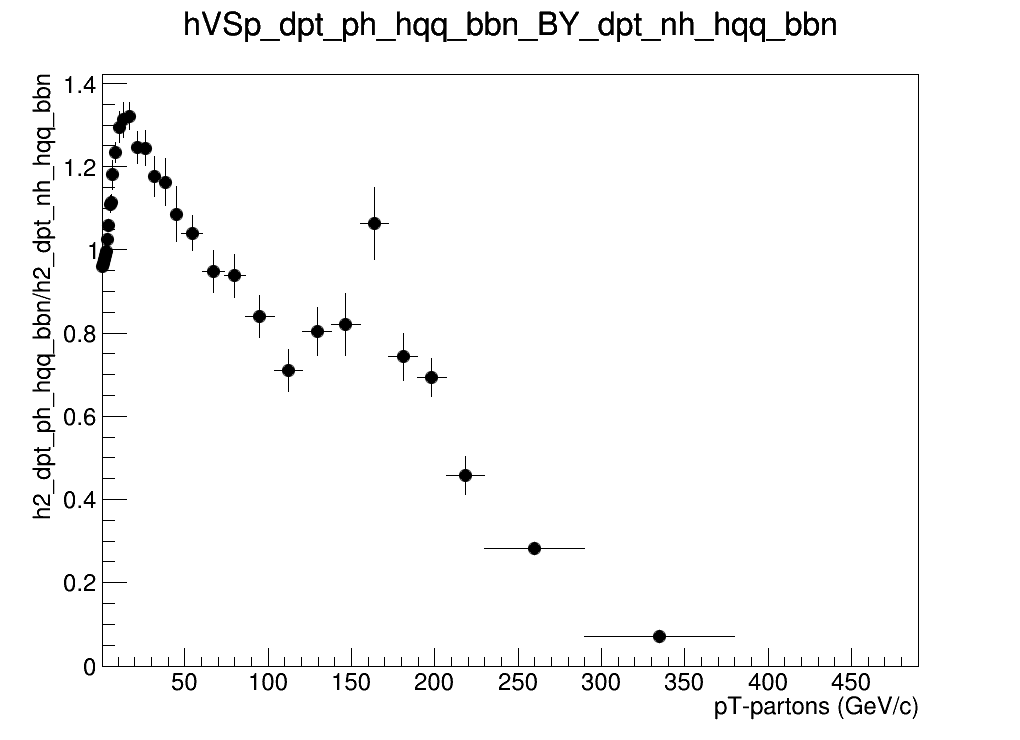 hVSp_dpt_ph_hqq_bbn_BY_dpt_nh_hqq_bbn
h2_dpt_ph_hqq_bbn/h2_dpt_nh_hqq_bbn
1.4
1.2
1
0.8
0.6
0.4
0.2
0
50 100 150 200 250 300 350 400 450
pT-partons (GeV/c)